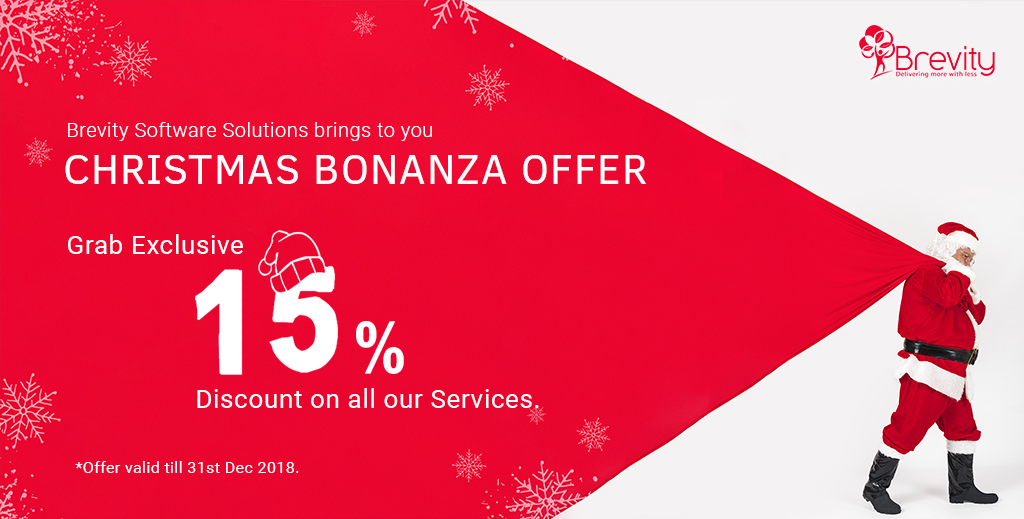 Brevity
Delivering more with less
Brevity Software Solutions brings to you
CHRISTMAS BONANZA OFFER
Grab Exclusive
15%
Discount on all our Services.
*Offer valid till 31st Dec 2018.